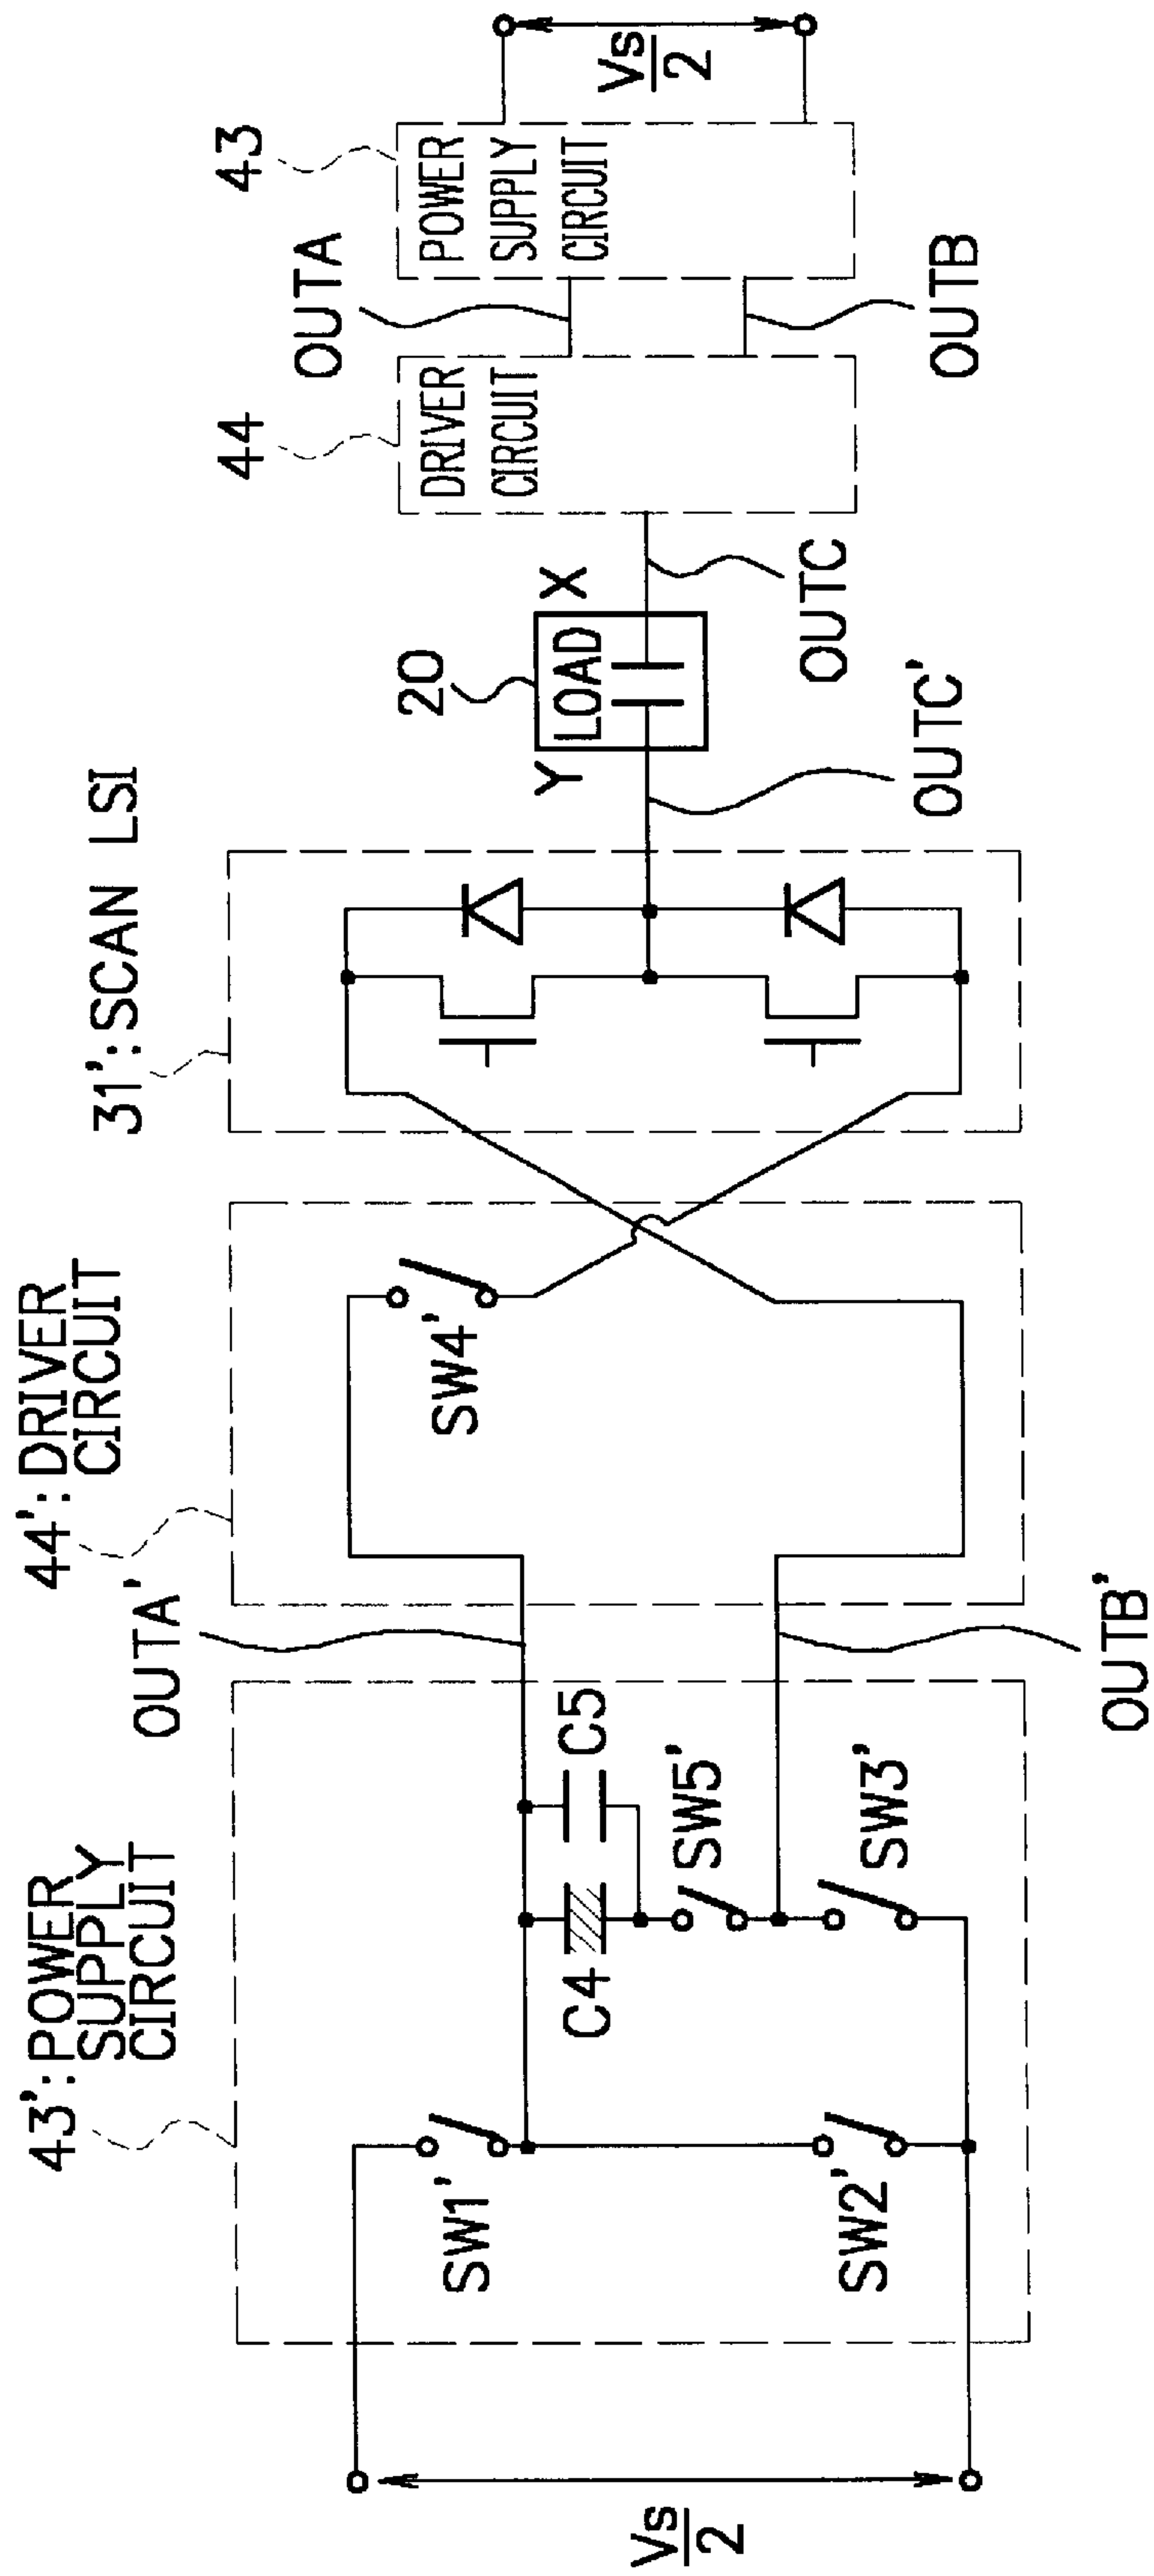 43': POWER
SUPPLY
CIRCUIT
44': DRIVER
CIRCUIT
31': SCAN LSI
OUTA'
SW1'
SW2'
C4
C5
SW5'
SW3'
OUTB'
SW4'
Vs
2
20
Y
X
LOAD
OUTC'
OUTC
44
DRIVER
CIRCUIT
OUTA
OUTB
43
POWER
SUPPLY
CIRCUIT
Vs
2